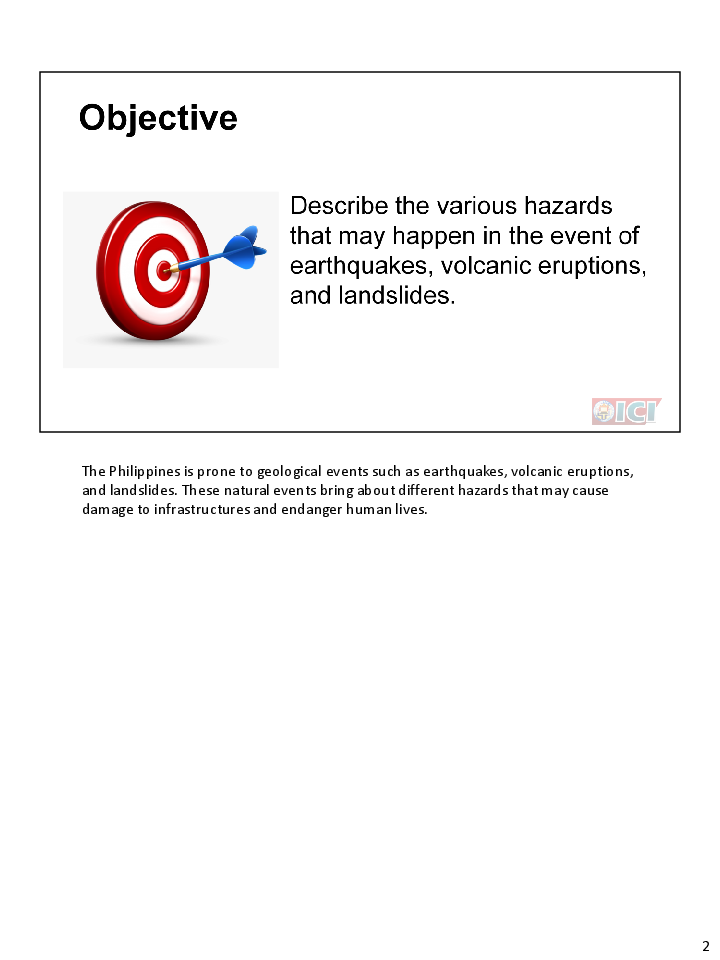 Objective
Describe the various hazards
that may happen in the event of
earthquakes, volcanic eruptions,
and landslides.
ICI
The Philippines is prone to geological events such as earthquakes, volcanic eruptions,
and landslides. These natural events bring about different hazards that may cause
damage to infrastructures and endanger human lives.
2